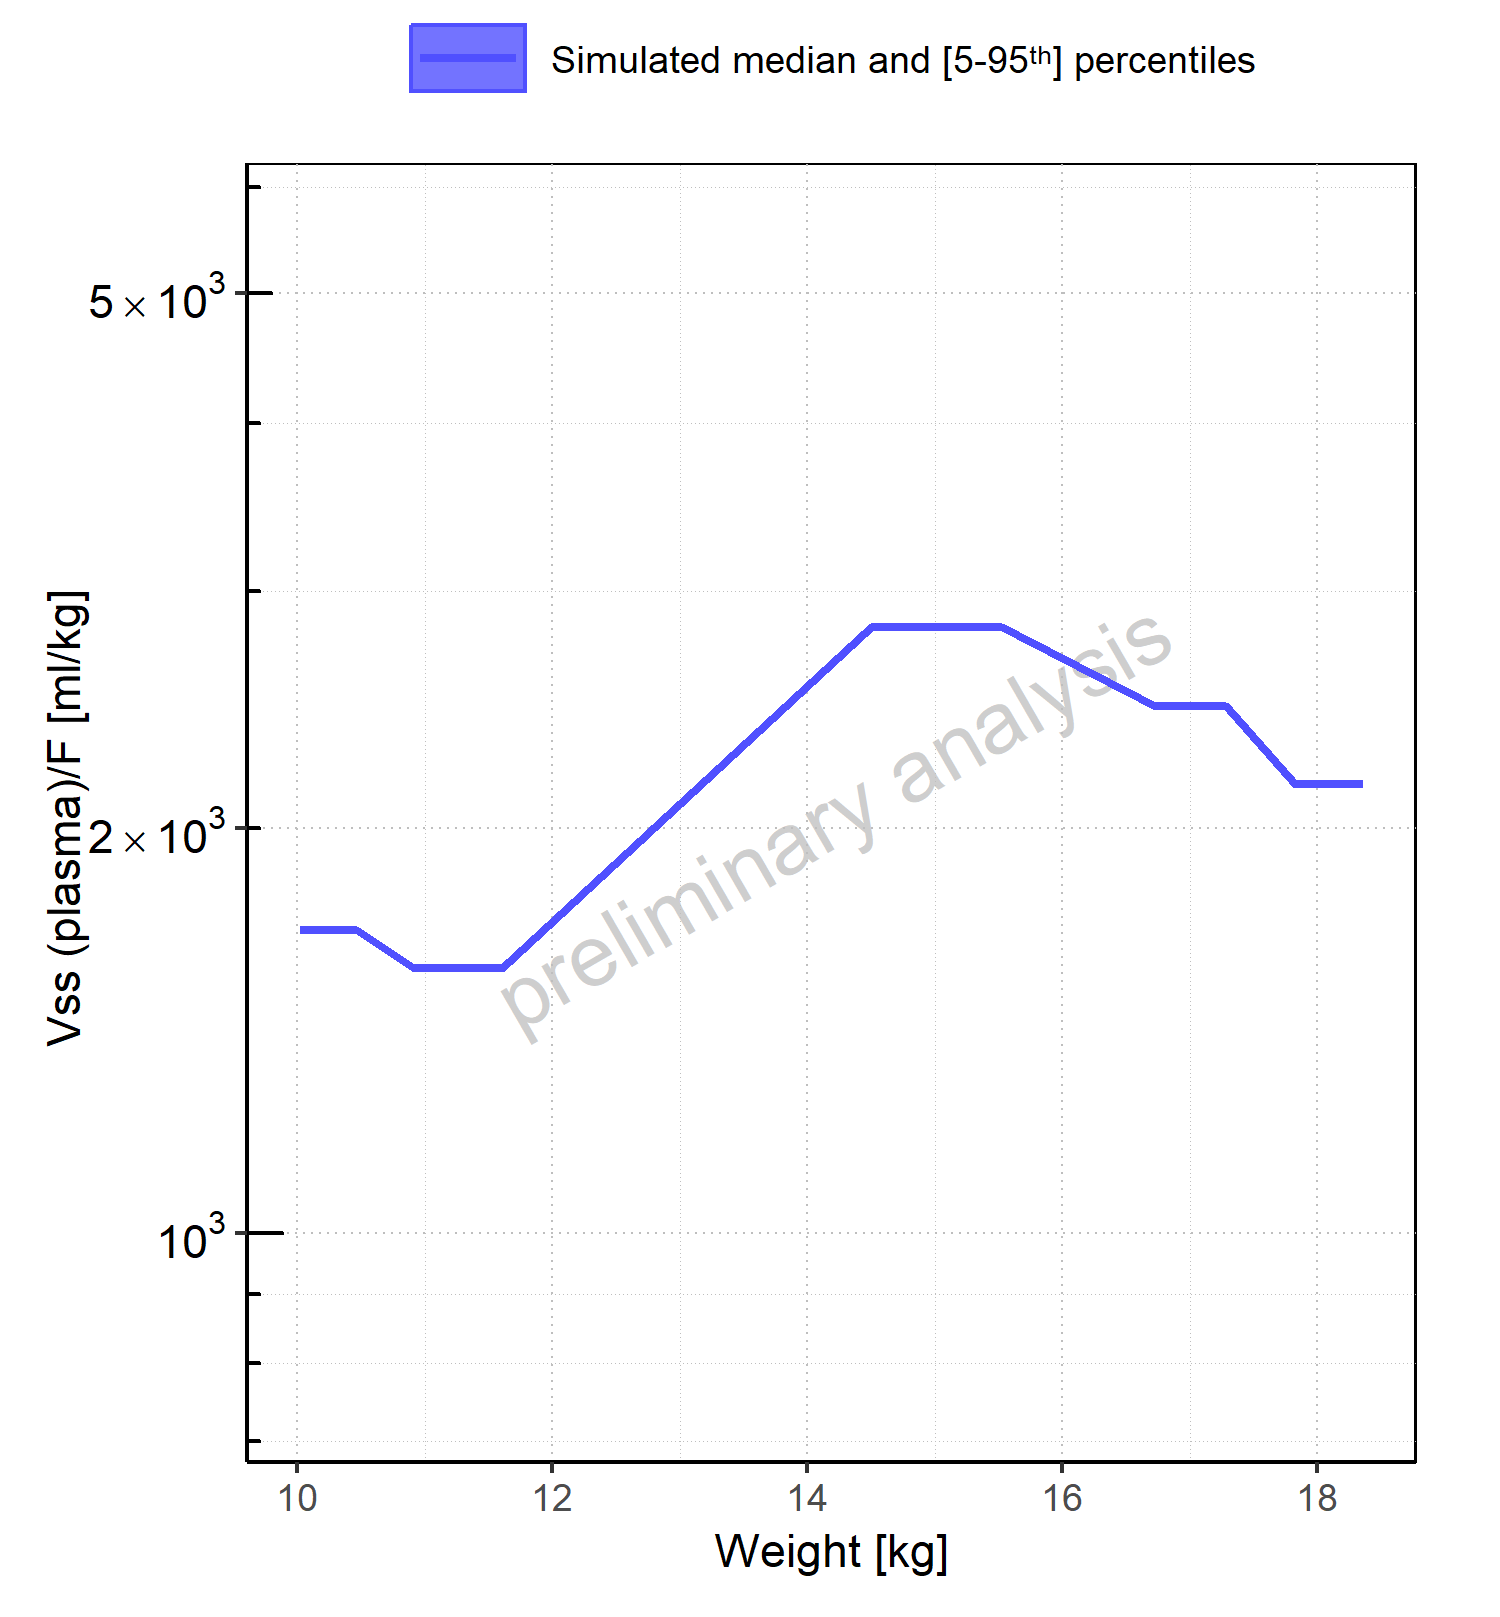 Simulated median and [5-95ᵗʰ] percentiles
5 × 10³
2 × 10³
10³
Vss (plasma)/F [ml/kg]
preliminary analysis
10 12 14 16 18
Weight [kg]